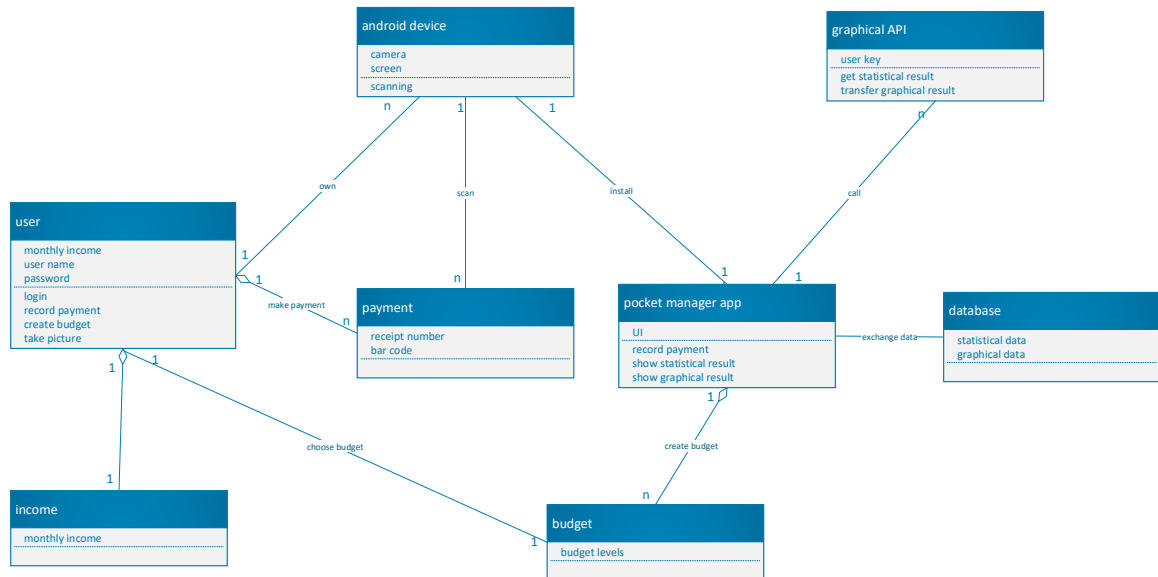 android device
camera
screen
scanning
graphical API
user key
get statistical result
transfer graphical result
n
1
1
n
own
scan
install
call
user
monthly income
user name
password
login
record payment
create budget
take picture
1
1
make payment
n
n
payment
receipt number
bar code
1
1
pocket manager app
UI
record payment
show statistical result
show graphical result
exchange data
database
statistical data
graphical data
1
1
1
choose budget
create budget
1
n
1
income
monthly income
budget
budget levels